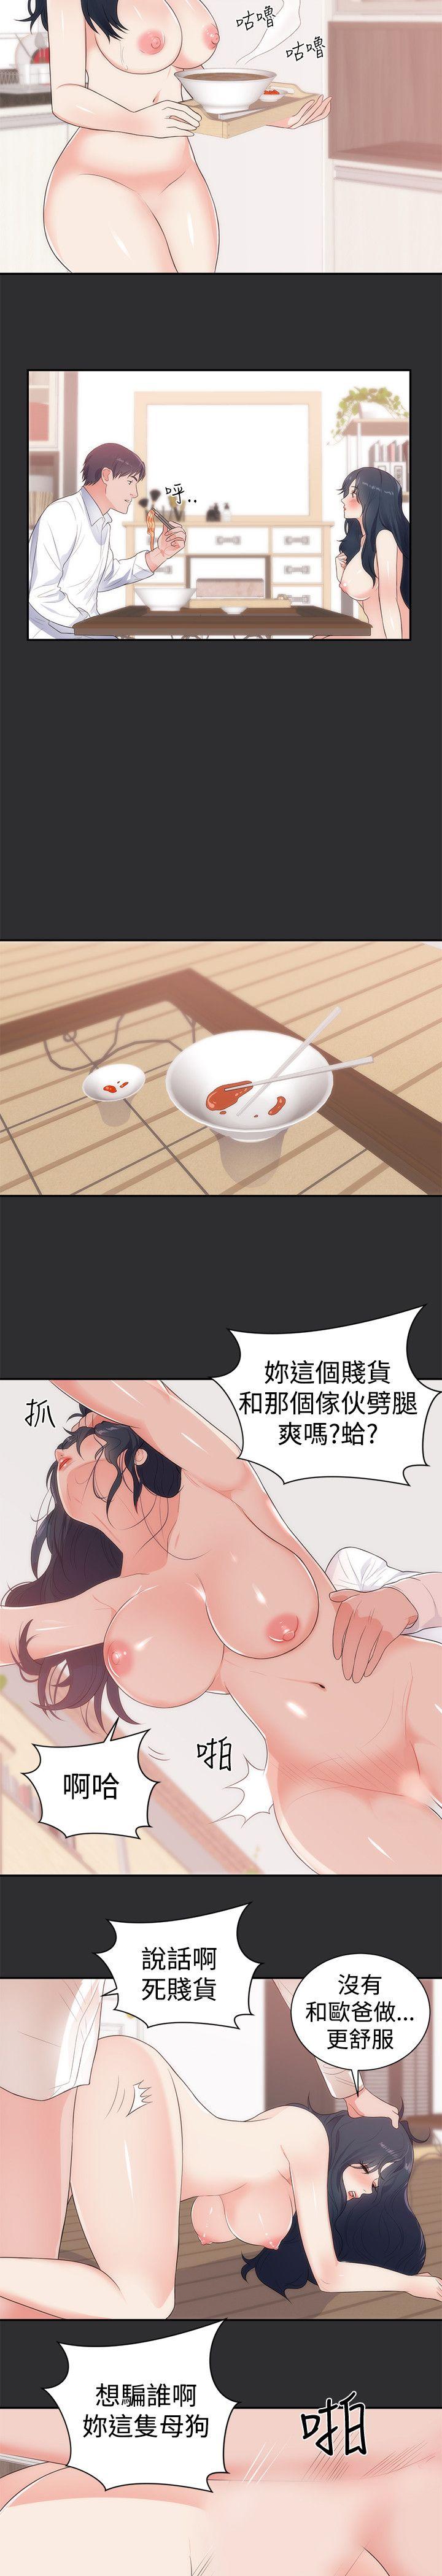 咕嚕
咕嚕
呼..
妳這個賤貨
和那個傢伙劈腿
爽嗎?蛤?
抓
啪
啊哈
說話啊
死賤貨
沒有
和歐爸做...
更舒服
想騙誰啊
妳這隻母狗
啪